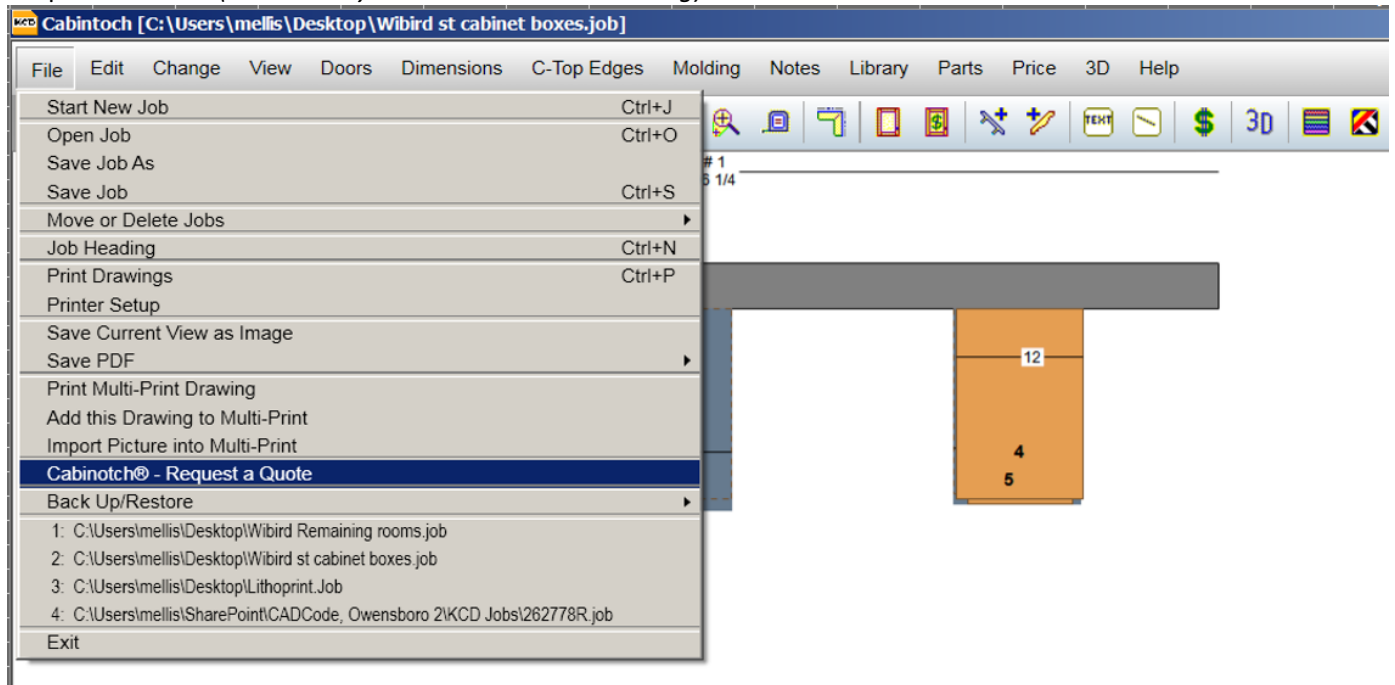 KCD Cabintoch [C:\Users\mellis\Desktop\Wibird st cabinet boxes.job]
File Edit Change View Doors Dimensions C-Top Edges Molding Notes Library Parts Price 3D Help
Start New Job Ctrl+J
Open Job Ctrl+O
Save Job As
Save Job Ctrl+S
Move or Delete Jobs
Job Heading Ctrl+N
Print Drawings Ctrl+P
Printer Setup
Save Current View as Image
Save PDF
Print Multi-Print Drawing
Add this Drawing to Multi-Print
Import Picture into Multi-Print
Cabinotch® - Request a Quote
Back Up/Restore
1: C:\Users\mellis\Desktop\Wibird Remaining rooms.job
2: C:\Users\mellis\Desktop\Wibird st cabinet boxes.job
3: C:\Users\mellis\Desktop\Lithoprint.Job
4: C:\Users\mellis\SharePoint\CADCode, Owensboro 2\KCD Jobs\262778R.job
Exit
TEXT $ 3D
# 1
6 1/4
12
4
5